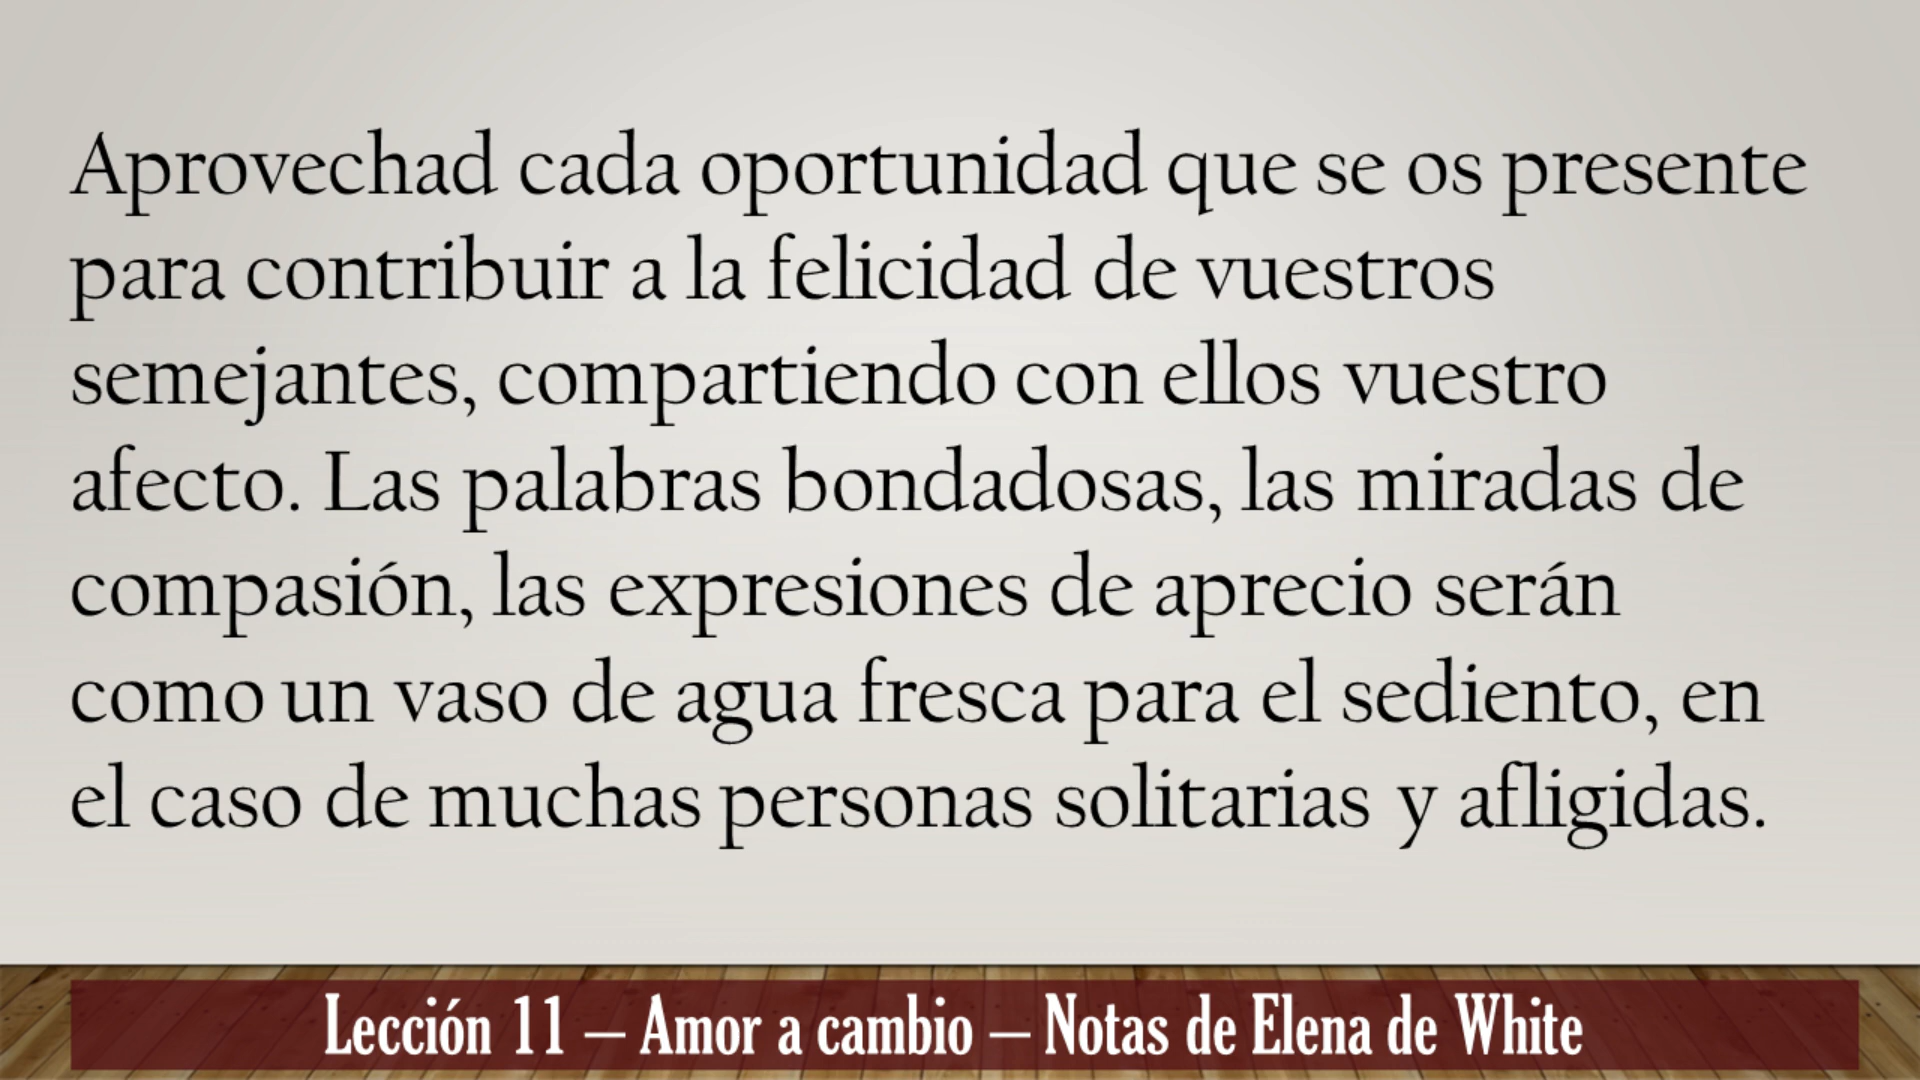 Aprovechad cada oportunidad que se os presente
para contribuir a la felicidad de vuestros
semejantes, compartiendo con ellos vuestro
afecto. Las palabras bondadosas, las miradas de
compasión, las expresiones de aprecio serán
como un vaso de agua fresca para el sediento, en
el caso de muchas personas solitarias y afligidas.
Lección 11 – Amor a cambio – Notas de Elena de White